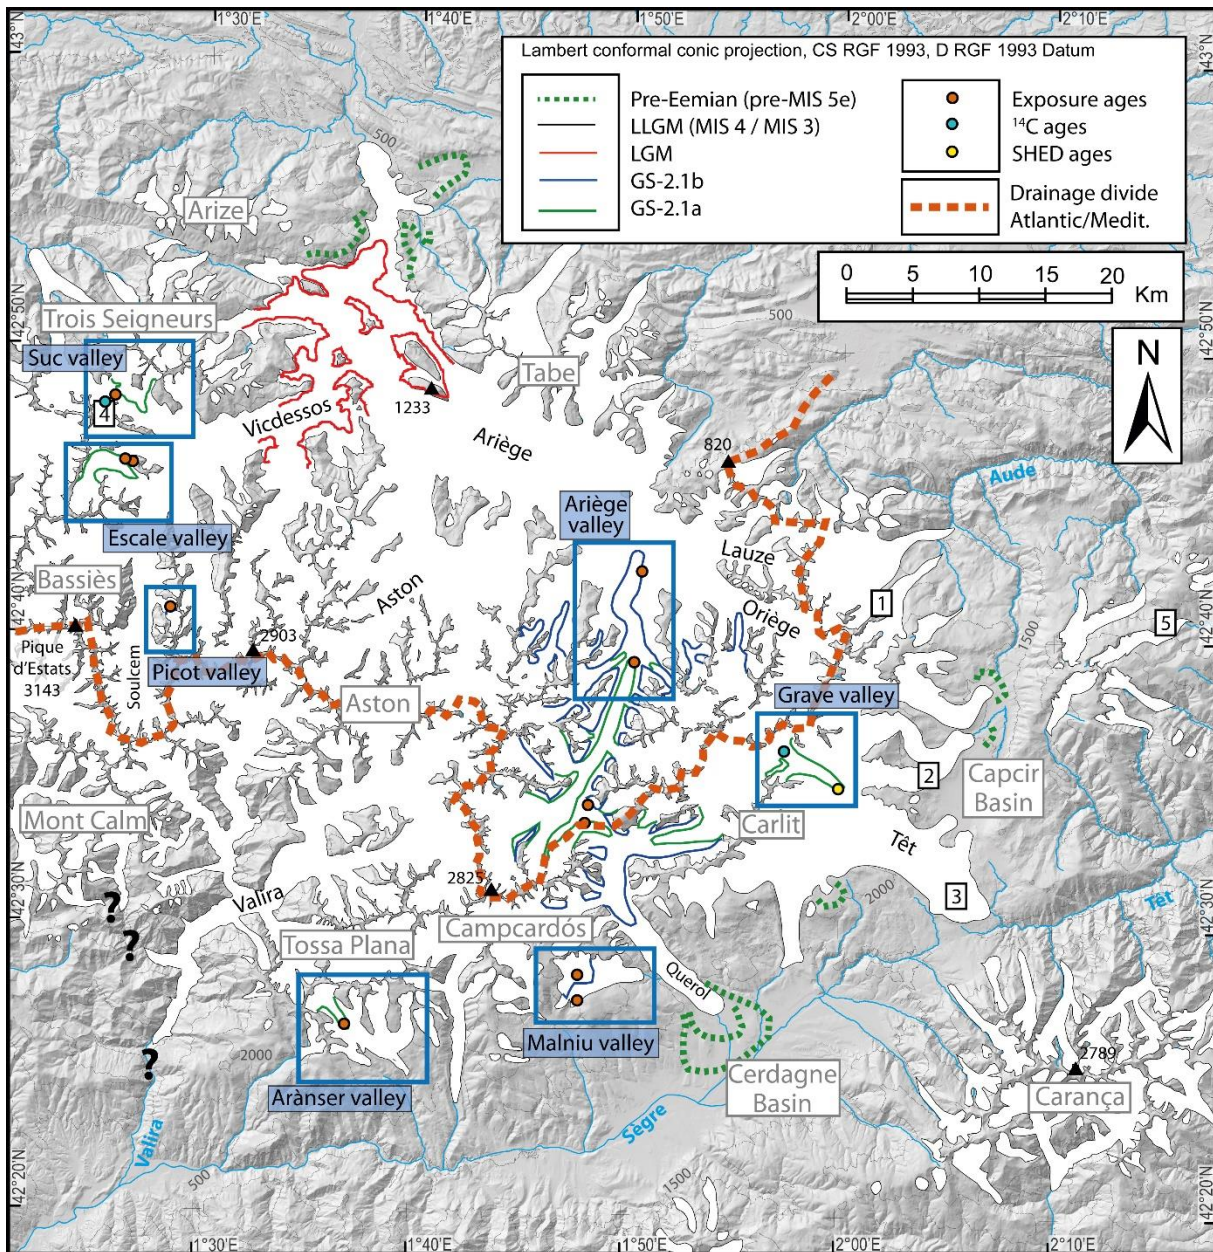 1°30'E
1°40'E
1°50'E
2°00'E
2°10'E
43°N
43°N
Lambert conformal conic projection, CS RGF 1993, D RGF 1993 Datum
Pre-Eemian (pre-MIS 5e)
LLGM (MIS 4 / MIS 3)
LGM
GS-2.1b
GS-2.1a
Exposure ages
14C ages
SHED ages
Drainage divide
Atlantic/Medit.
0 5 10 15 20
Km
N
500
Arize
42°50'N
42°50'N
500
Trois Seigneurs
Suc valley
4
Vicdessos
1233
Tabe
Ariège
820
Aude
Escale valley
Ariège
valley
Lauze
Bassiès
Aston
Oriège
1
1500
5
42°40'N
42°40'N
Pique
d'Estats
3143
Soulcem
Picot valley
2903
Aston
Grave valley
2
Capcir
Basin
Mont Calm
Carlit
Têt
42°30'N
42°30'N
?
?
Valira
2825
Campcardós
2000
3
Têt
Tossa Plana
Querol
?
2000
Malniu valley
Arànser valley
Cerdagne
Basin
2789
Carança
Sègre
Valira
500
1500
42°20'N
42°20'N
1°30'E
1°40'E
1°50'E
2°00'E
2°10'E